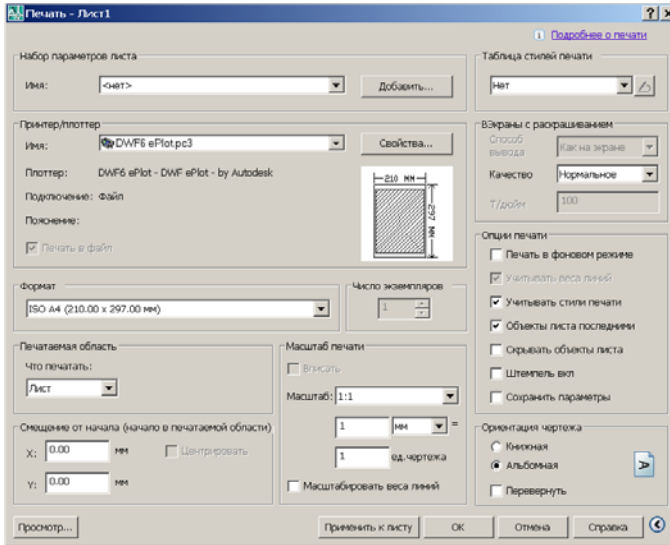 Печать - Лист1
Подробнее о печати
Набор параметров листа
Имя: <нет> Добавить...
Таблица стилей печати
Нет
Принтер/плоттер
Имя: DWF6 ePlot.pc3 Свойства...
Плоттер: DWF6 ePlot - DWF ePlot - by Autodesk
Подключение: Файл
Пояснение:
Печать в файл
210 MM
297 MM
ВЭкраны с раскрашиванием
Способ вывода Как на экране
Качество Нормальное
Т/дюйм 100
Формат
ISO A4 (210.00 x 297.00 мм)
Число экземпляров
1
Опции печати
Печать в фоновом режиме
Учитывать веса линий
Учитывать стили печати
Объекты листа последними
Скрывать объекты листа
Штемпель вкл
Сохранить параметры
Печатаемая область
Что печатать:
Лист
Масштаб печати
Вписать
Масштаб: 1:1
1 мм =
1 ед.чертежа
Масштабировать веса линий
Смещение от начала (начало в печатаемой области)
X: 0.00 мм Центрировать
Y: 0.00 мм
Ориентация чертежа
Книжная
Альбомная
Перевернуть
A
Просмотр... Применить к листу OK Отмена Справка